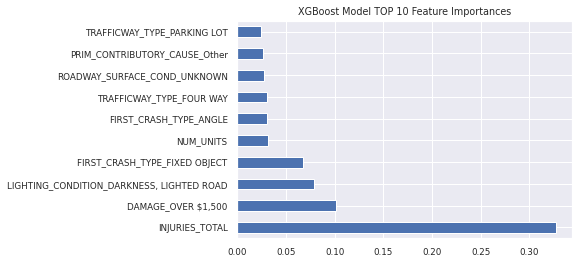 XGBoost Model TOP 10 Feature Importances
TRAFFICWAY_TYPE_PARKING LOT
PRIM_CONTRIBUTORY_CAUSE_Other
ROADWAY_SURFACE_COND_UNKNOWN
TRAFFICWAY_TYPE_FOUR WAY
FIRST_CRASH_TYPE_ANGLE
NUM_UNITS
FIRST_CRASH_TYPE_FIXED OBJECT
LIGHTING_CONDITION_DARKNESS, LIGHTED ROAD
DAMAGE_OVER $1,500
INJURIES_TOTAL
0.00 0.05 0.10 0.15 0.20 0.25 0.30